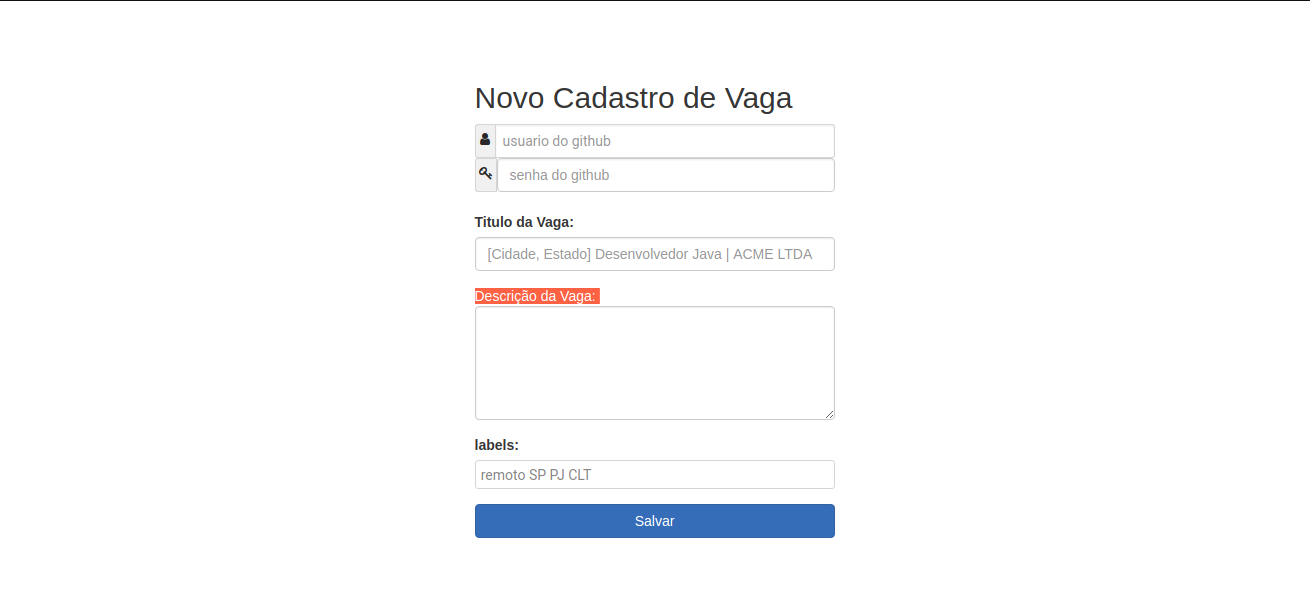 Novo Cadastro de Vaga
usuario do github
senha do github
Titulo da Vaga:
[Cidade, Estado] Desenvolvedor Java | ACME LTDA
Descrição da Vaga:
labels:
remoto SP PJ CLT
Salvar